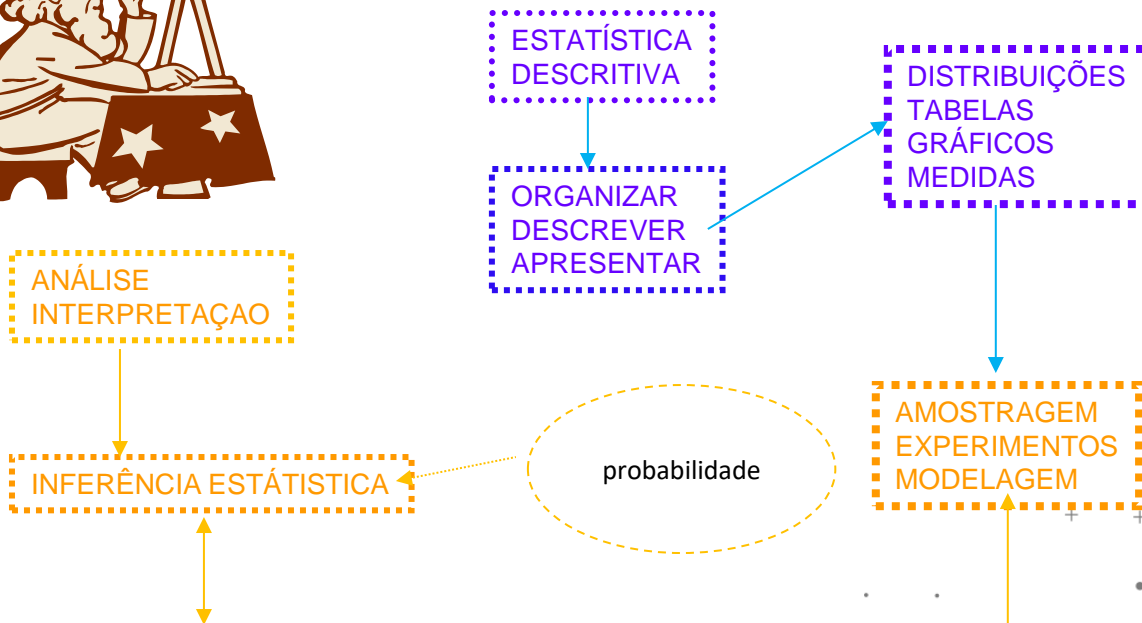 ESTATÍSTICA
DESCRITIVA
DISTRIBUIÇÕES
TABELAS
GRÁFICOS
MEDIDAS
ORGANIZAR
DESCREVER
APRESENTAR
ANÁLISE
INTERPRETAÇAO
AMOSTRAGEM
EXPERIMENTOS
MODELAGEM
INFERÊNCIA ESTÁTISTICA
probabilidade